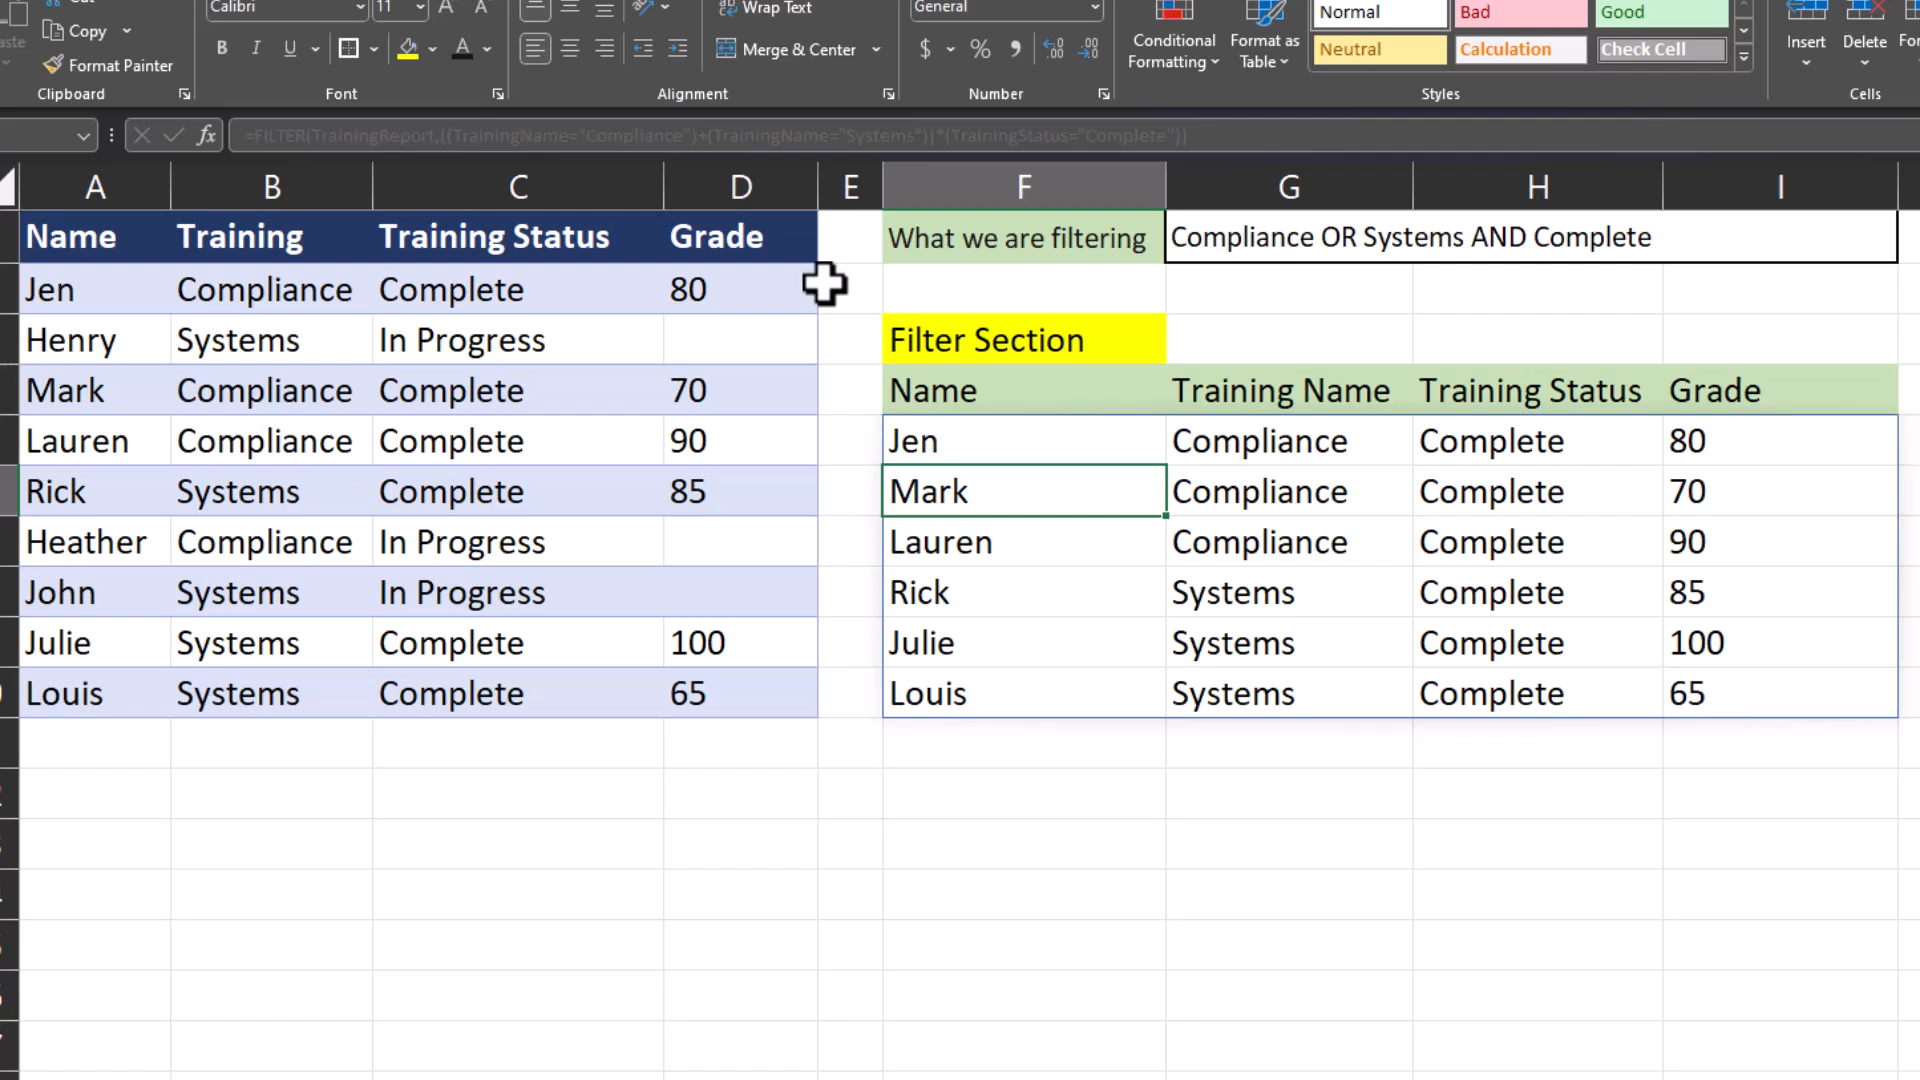 Cut
Calibri 11 A A
Wrap Text
General
Normal Bad Good
Copy
B I U A
Merge & Center
$ %
Conditional Formatting
Format as Table
Neutral Calculation Check Cell
Insert Delete
Format Painter
Clipboard Font Alignment Number Styles Cells
fx =FILTER(TrainingReport,((TrainingName="Compliance")+(TrainingName="Systems"))*(TrainingStatus="Complete"))
A B C D E F G H I
Name Training Training Status Grade What we are filtering Compliance OR Systems AND Complete
Jen Compliance Complete 80
Henry Systems In Progress Filter Section
Mark Compliance Complete 70 Name Training Name Training Status Grade
Lauren Compliance Complete 90 Jen Compliance Complete 80
Rick Systems Complete 85 Mark Compliance Complete 70
Heather Compliance In Progress Lauren Compliance Complete 90
John Systems In Progress Rick Systems Complete 85
Julie Systems Complete 100 Julie Systems Complete 100
Louis Systems Complete 65 Louis Systems Complete 65